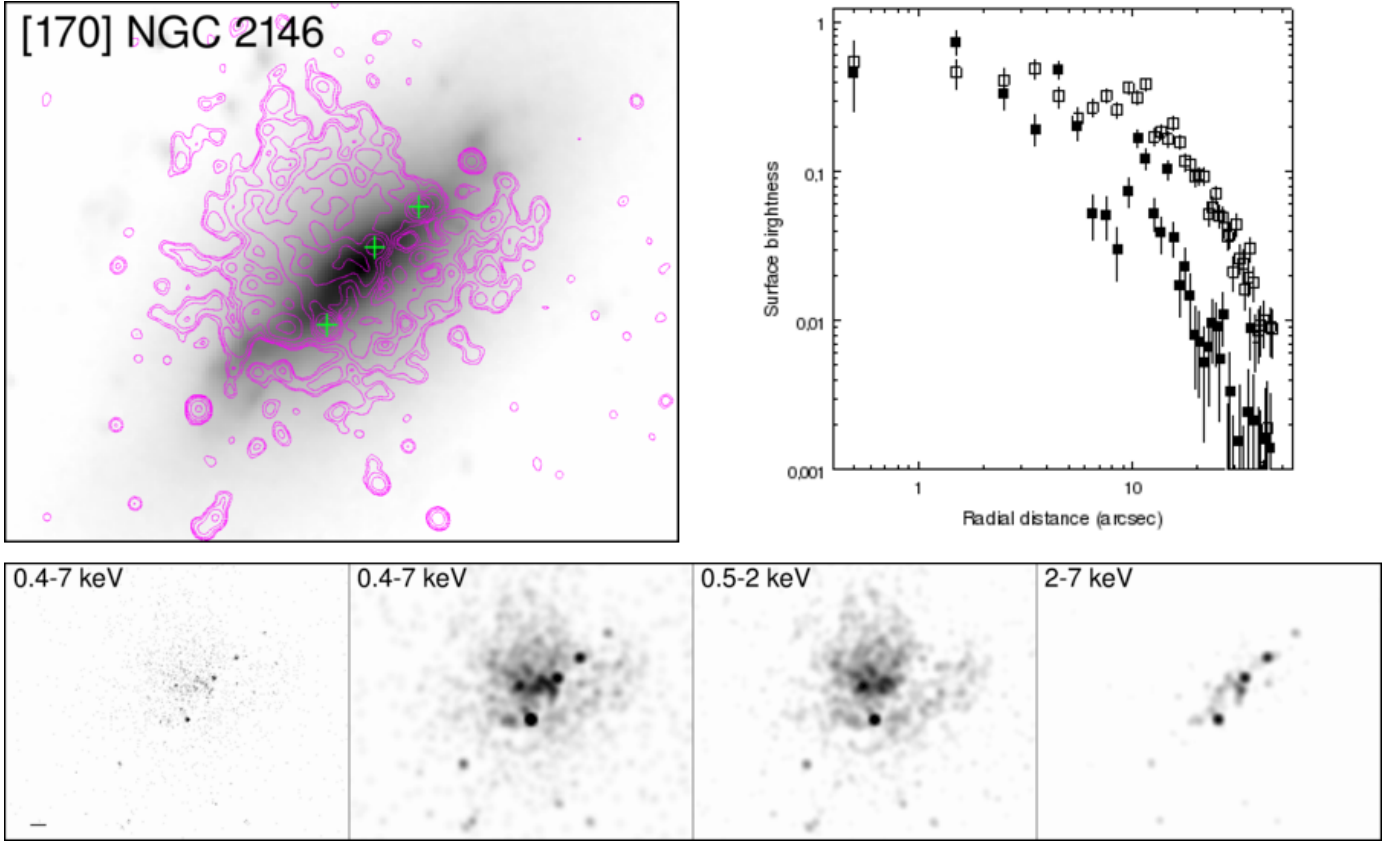 [170] NGC 2146
1
0,1
0,01
0,001
Surface birghtness
1
10
Radial distance (arcsec)
0.4-7 keV
0.4-7 keV
0.5-2 keV
2-7 keV